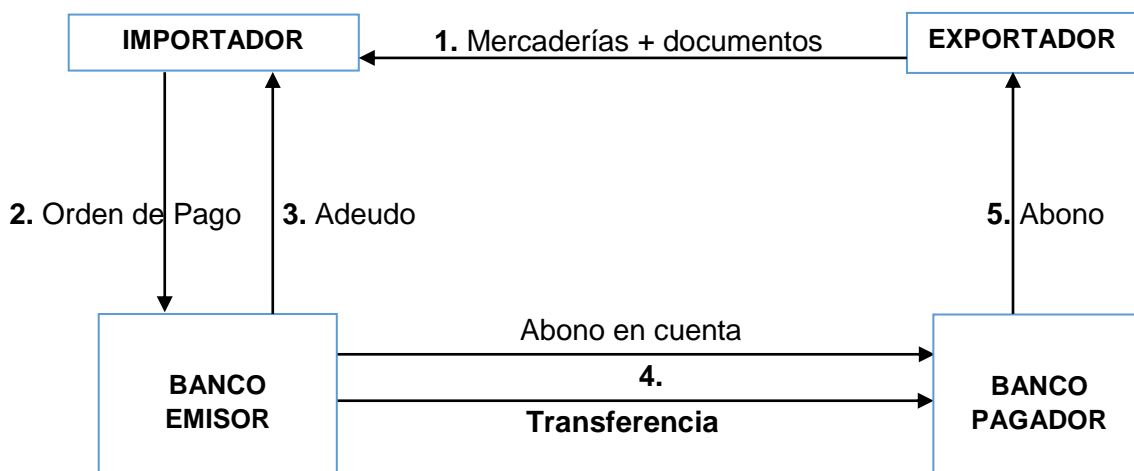 IMPORTADOR
1. Mercaderías + documentos
EXPORTADOR
2. Orden de Pago
3. Adeudo
5. Abono
BANCO
EMISOR
Abono en cuenta
4.
Transferencia
BANCO
PAGADOR